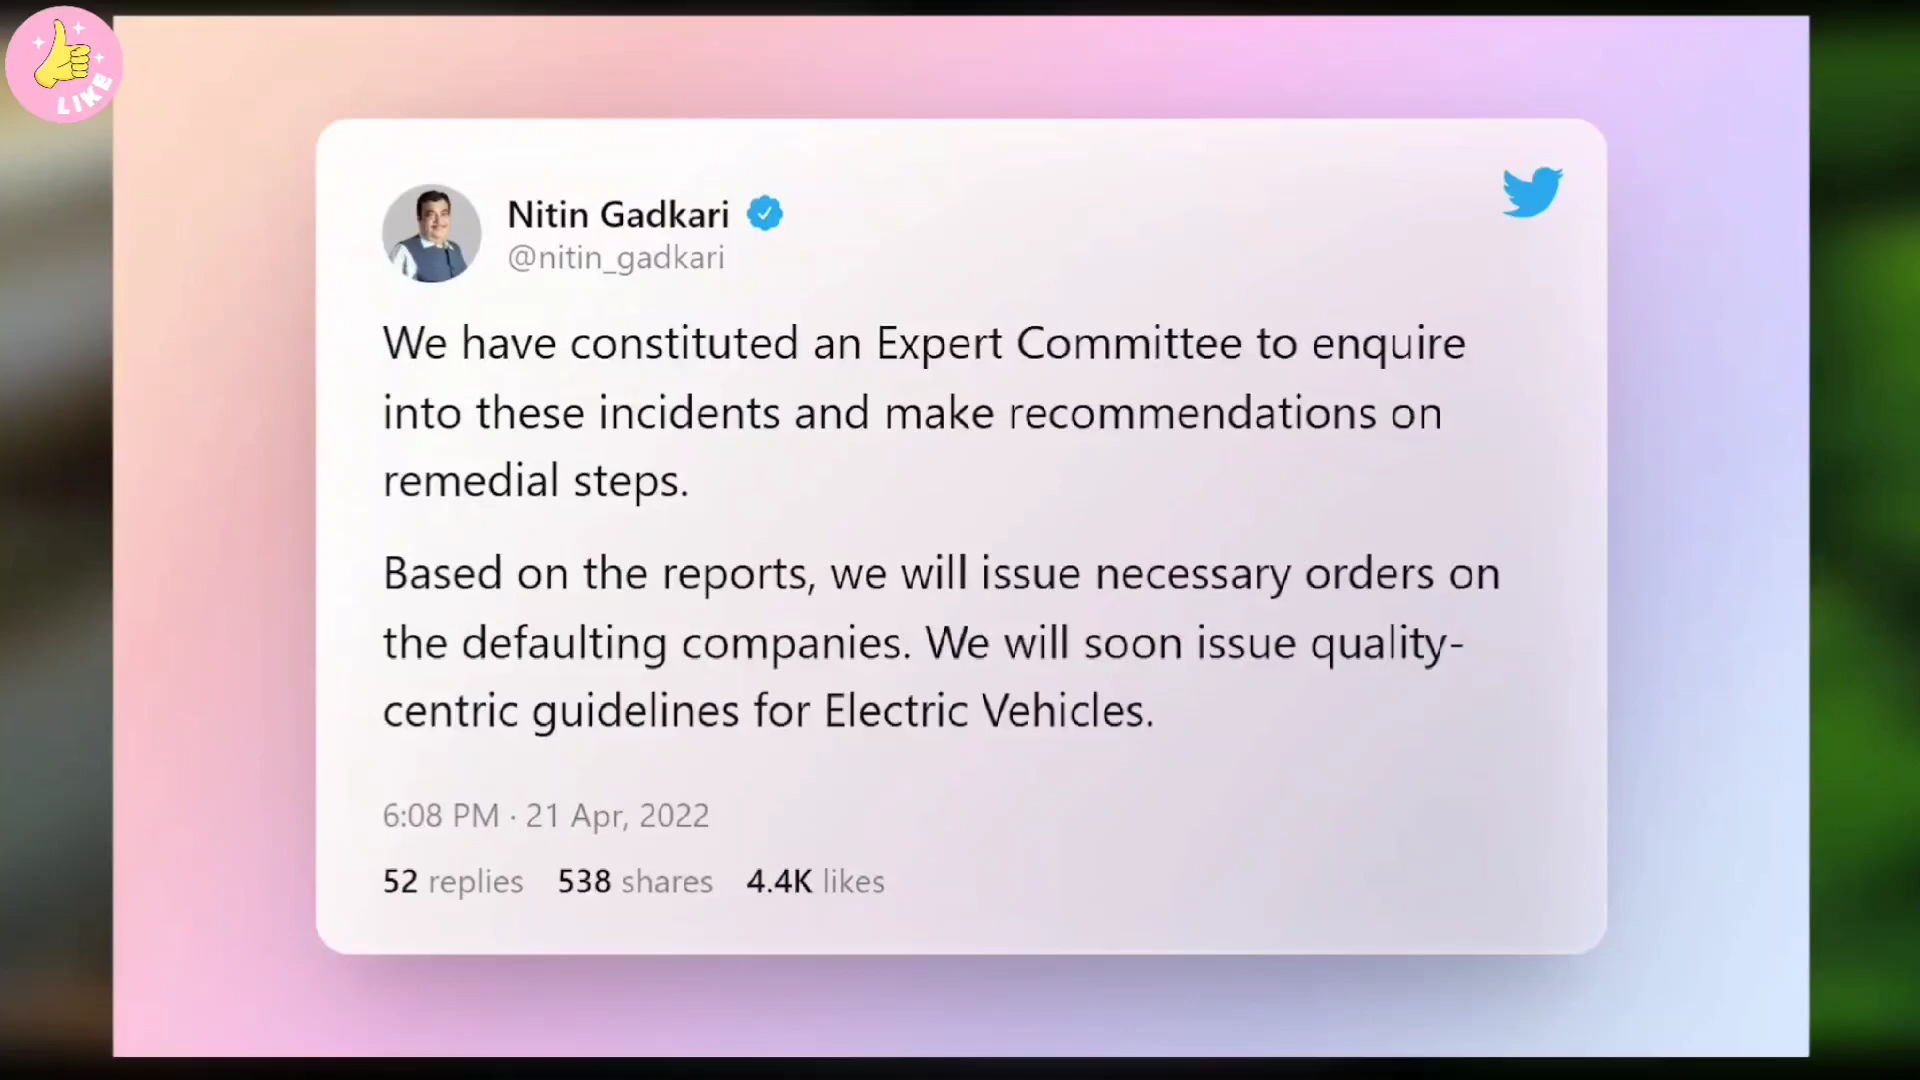 LIKE
Nitin Gadkari
@nitin_gadkari
We have constituted an Expert Committee to enquire
into these incidents and make recommendations on
remedial steps.
Based on the reports, we will issue necessary orders on
the defaulting companies. We will soon issue quality-
centric guidelines for Electric Vehicles.
6:08 PM · 21 Apr, 2022
52 replies 538 shares 4.4K likes